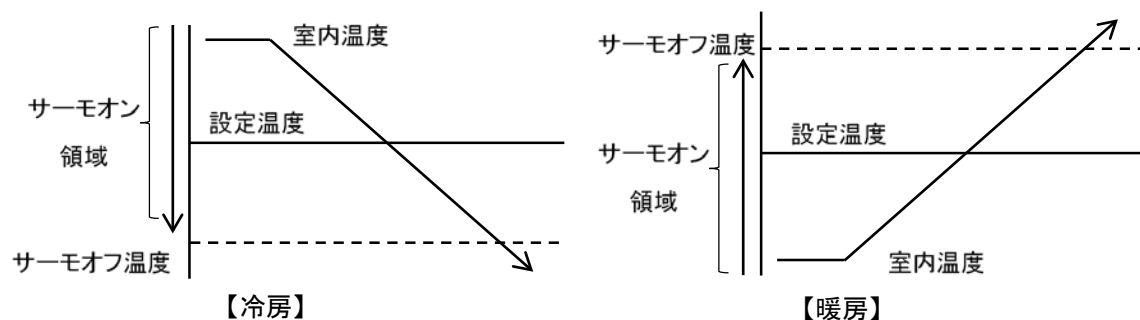 室内温度
サーモオン
領域
設定温度
サーモオフ温度
【冷房】
サーモオフ温度
設定温度
サーモオン
領域
室内温度
【暖房】